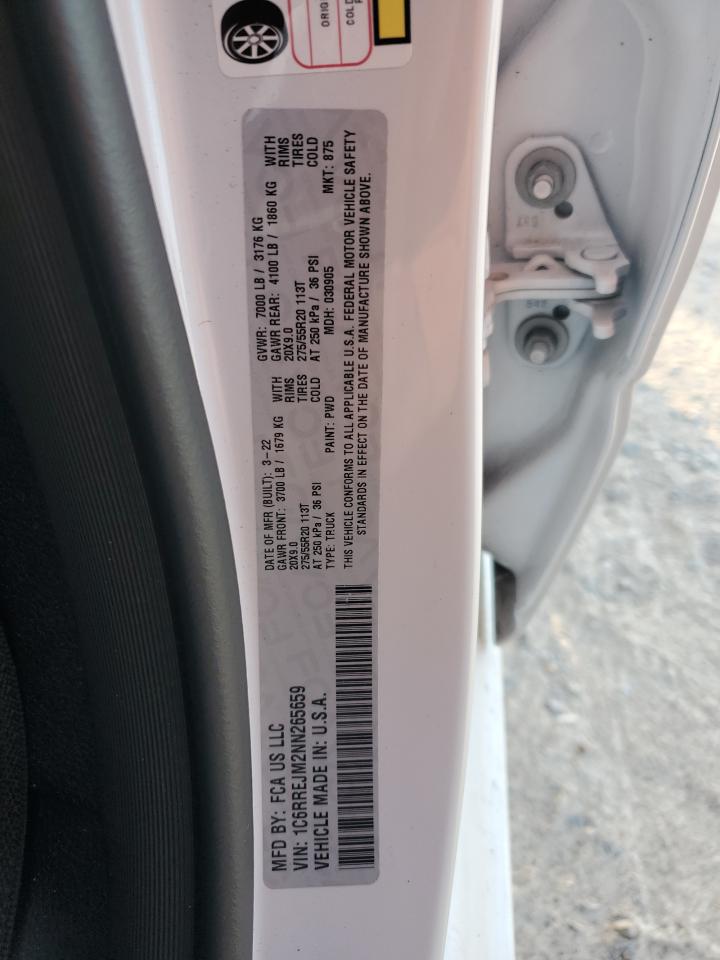 ORIG
COLD
MFD BY: FCA US LLC
VIN: 1C6RREJM2NN265659
VEHICLE MADE IN: U.S.A.
DATE OF MFR (BUILT): 3-22
GVWR: 7000 LB / 3176 KG
GAWR FRONT: 3700 LB / 1679 KG WITH
GAWR REAR: 4100 LB / 1860 KG WITH
20X9.0 RIMS
20X9.0 RIMS
275/55R20 113T TIRES
275/55R20 113T TIRES
AT 250 kPa / 36 PSI COLD
AT 250 kPa / 36 PSI COLD
TYPE: TRUCK PAINT: PWD MDH: 030905 MKT: 875
THIS VEHICLE CONFORMS TO ALL APPLICABLE U.S.A. FEDERAL MOTOR VEHICLE SAFETY
STANDARDS IN EFFECT ON THE DATE OF MANUFACTURE SHOWN ABOVE.